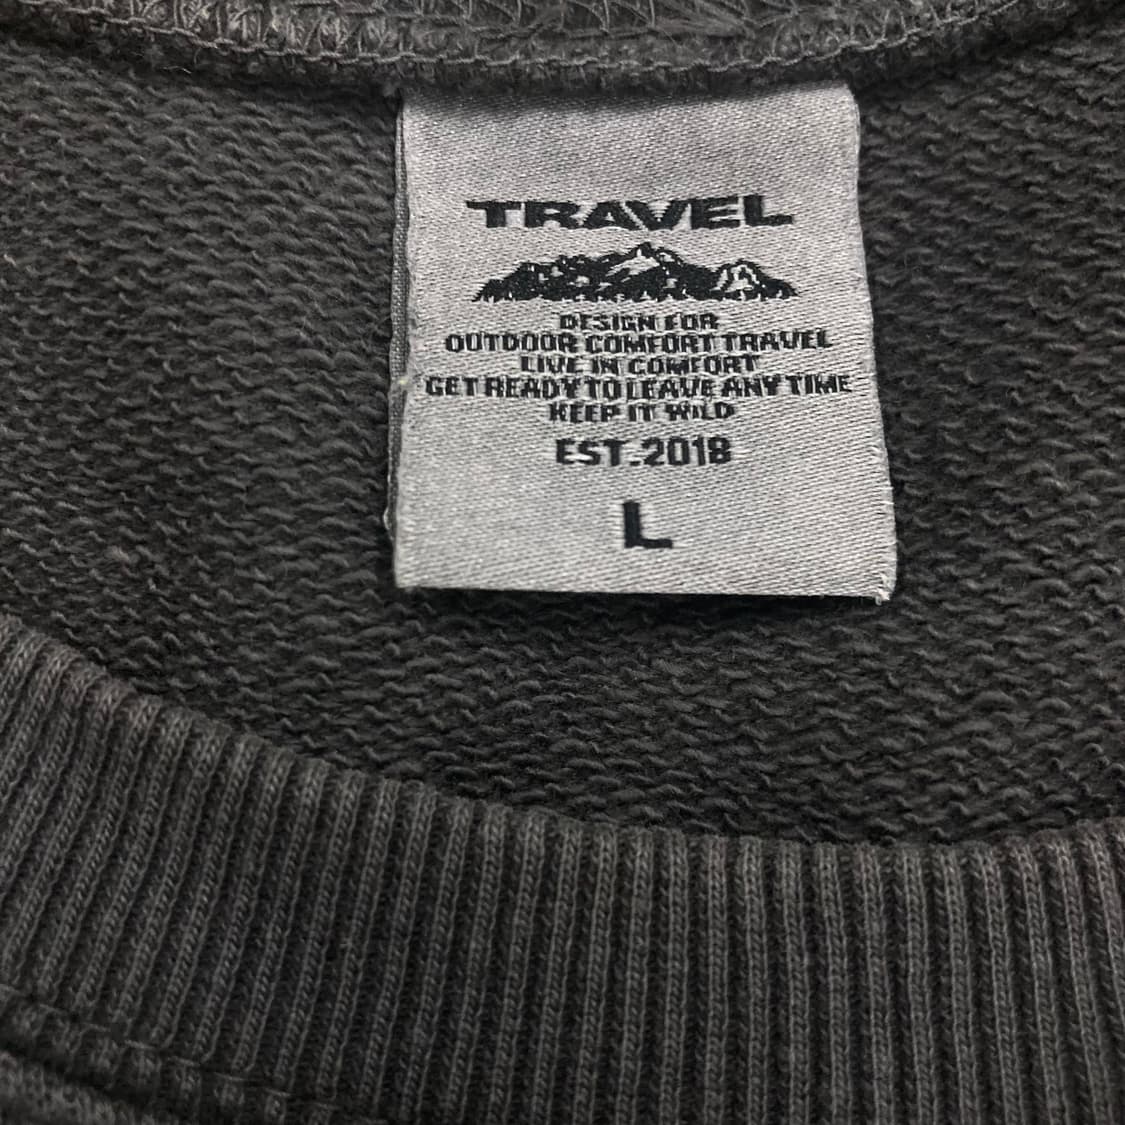 TRAVEL
DESIGN FOR
OUTDOOR COMFORT TRAVEL
LIVE IN COMFORT
GET READY TO LEAVE ANY TIME
KEEP IT WILD
EST.2018
L